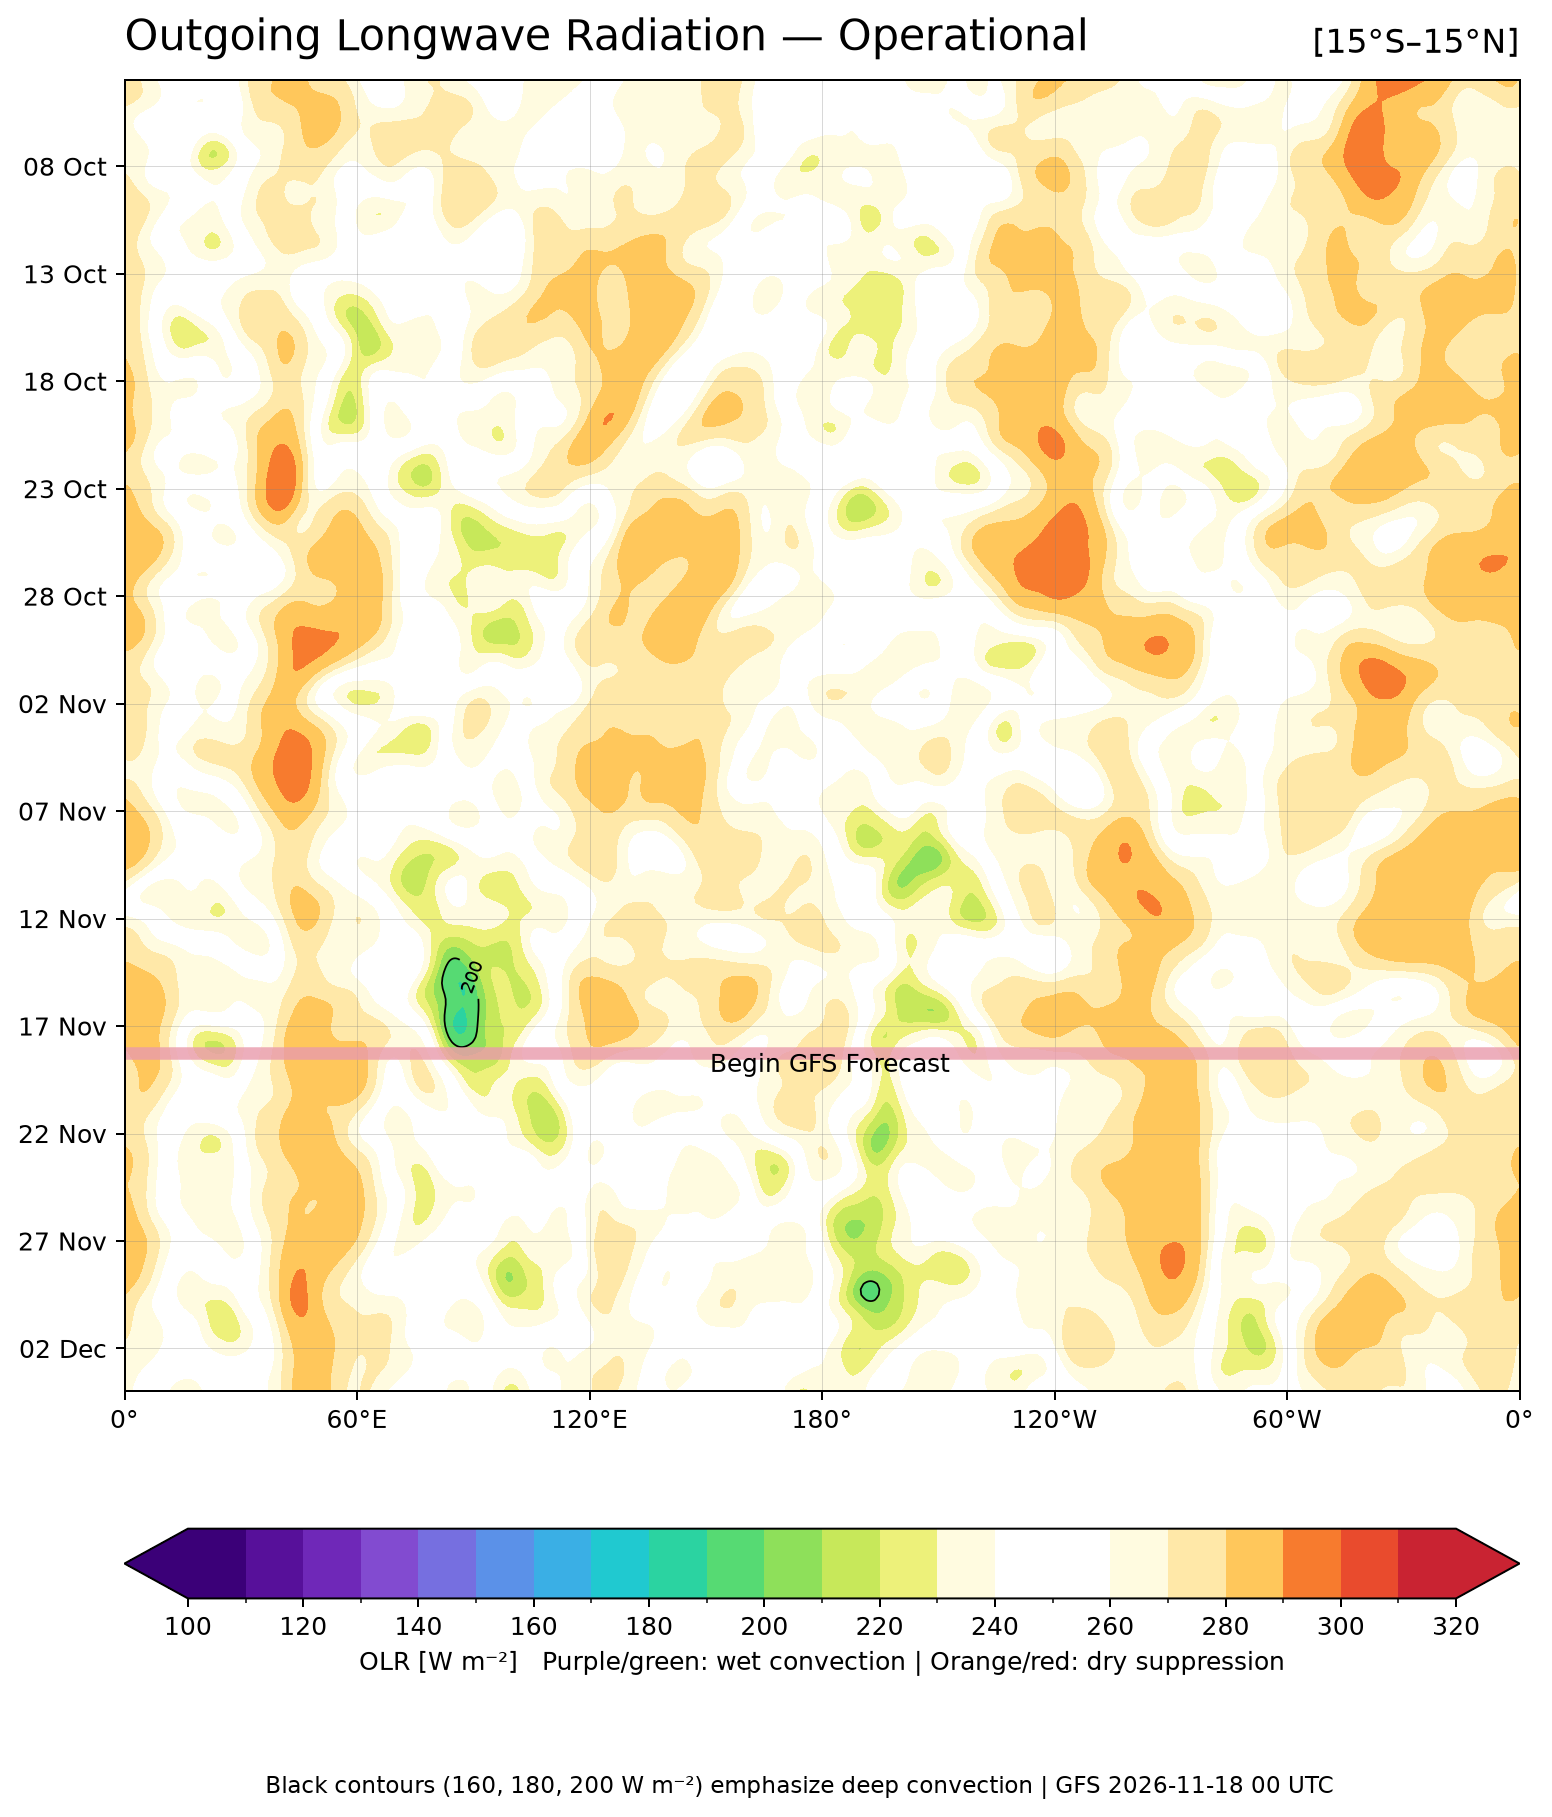 Outgoing Longwave Radiation — Operational
[15°S–15°N]
08 Oct
13 Oct
18 Oct
23 Oct
28 Oct
02 Nov
07 Nov
12 Nov
200
17 Nov
Begin GFS Forecast
22 Nov
27 Nov
02 Dec
0° 60°E 120°E 180° 120°W 60°W 0°
100 120 140 160 180 200 220 240 260 280 300 320
OLR [W m⁻²] Purple/green: wet convection | Orange/red: dry suppression
Black contours (160, 180, 200 W m⁻²) emphasize deep convection | GFS 2026-11-18 00 UTC